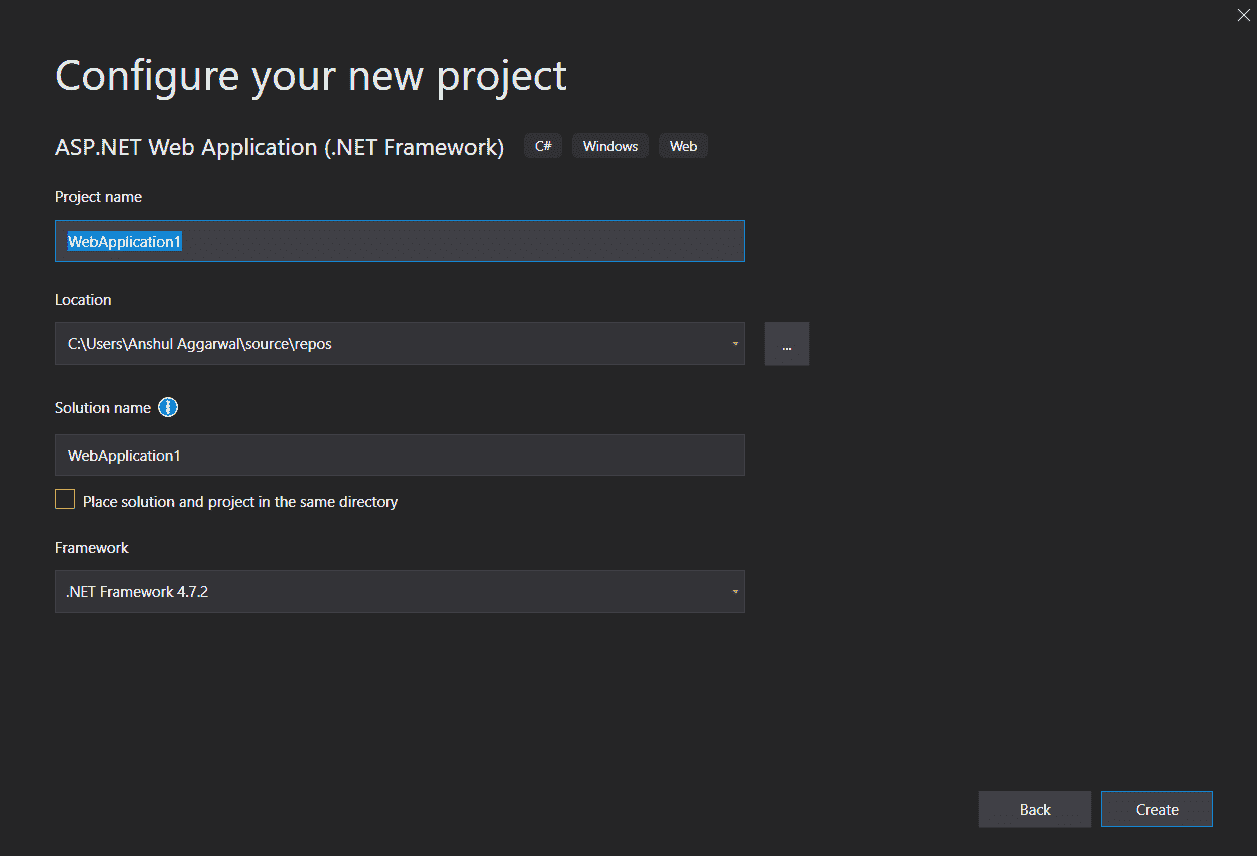 Configure your new project
ASP.NET Web Application (.NET Framework) C# Windows Web
Project name
WebApplication1
Location
C:\Users\Anshul Aggarwal\source\repos
...
Solution name
WebApplication1
Place solution and project in the same directory
Framework
.NET Framework 4.7.2
Back Create